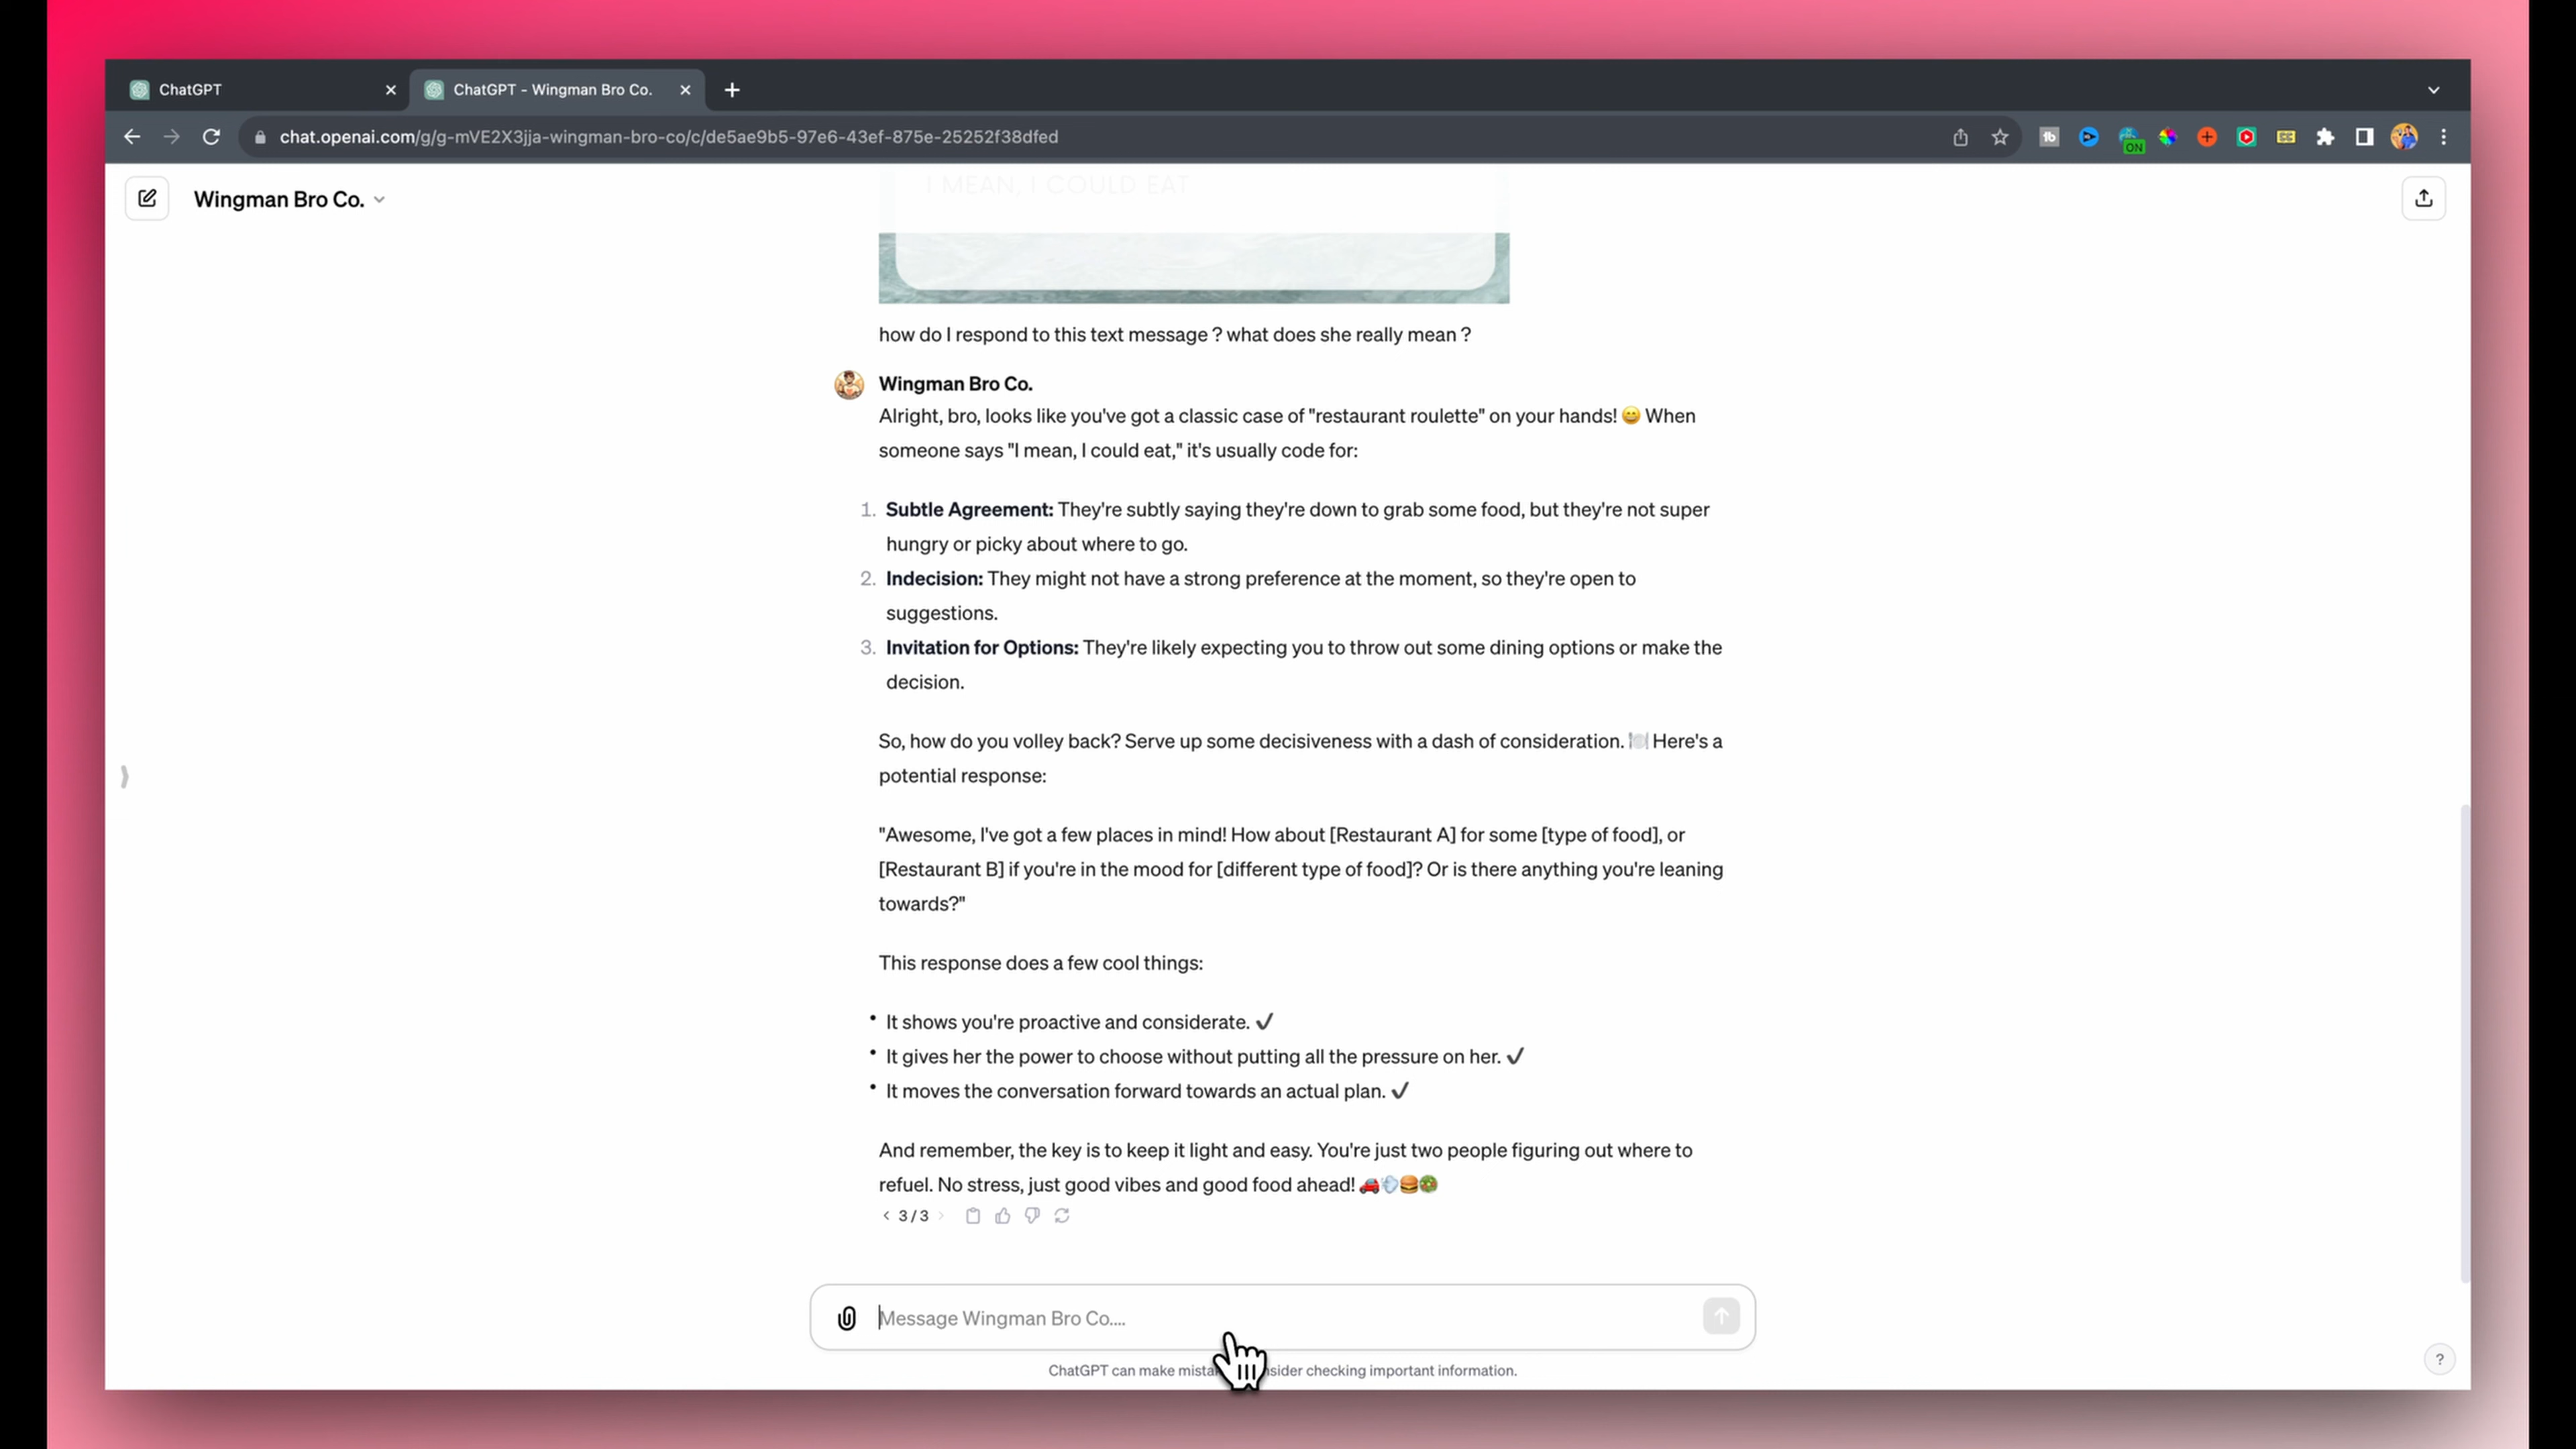 ChatGPT
ChatGPT - Wingman Bro Co.
chat.openai.com/g/g-mVE2X3jja-wingman-bro-co/c/de5ae9b5-97e6-43ef-875e-25252f38dfed
ON
Wingman Bro Co.
I MEAN, I COULD EAT
how do I respond to this text message ? what does she really mean ?
Wingman Bro Co.
Alright, bro, looks like you've got a classic case of "restaurant roulette" on your hands! 😄 When
someone says "I mean, I could eat," it's usually code for:
1. Subtle Agreement: They're subtly saying they're down to grab some food, but they're not super
hungry or picky about where to go.
2. Indecision: They might not have a strong preference at the moment, so they're open to
suggestions.
3. Invitation for Options: They're likely expecting you to throw out some dining options or make the
decision.
So, how do you volley back? Serve up some decisiveness with a dash of consideration. 🍽️ Here's a
potential response:
"Awesome, I've got a few places in mind! How about [Restaurant A] for some [type of food], or
[Restaurant B] if you're in the mood for [different type of food]? Or is there anything you're leaning
towards?"
This response does a few cool things:
• It shows you're proactive and considerate. ✔
• It gives her the power to choose without putting all the pressure on her. ✔
• It moves the conversation forward towards an actual plan. ✔
And remember, the key is to keep it light and easy. You're just two people figuring out where to
refuel. No stress, just good vibes and good food ahead! 🚗💨🍔🥗
< 3 / 3 >
Message Wingman Bro Co....
ChatGPT can make mista sider checking important information.
?